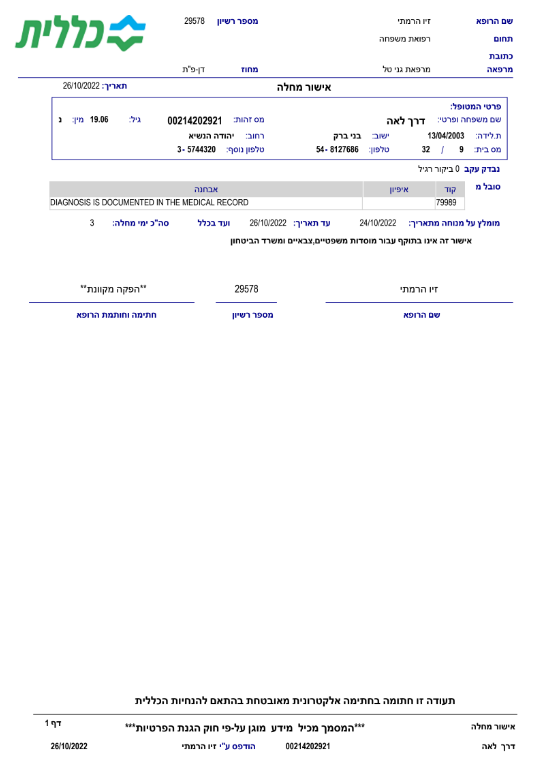 כללית
שם הרופא זיו הרמתי מספר רשיון 29578
תחום רפואת משפחה
כתובת
מרפאה מרפאת גני טל מחוז דן-פ"ת
אישור מחלה תאריך: 26/10/2022
פרטי המטופל:
שם משפחה ופרטי: דרך לאה מס זהות: 00214202921 גיל: 19.06 מין: נ
ת.לידה: 13/04/2003 ישוב: בני ברק רחוב: יהודה הנשיא
מס בית: 9 / 32 טלפון: 54- 8127686 טלפון נוסף: 3- 5744320
נבדק עקב 0 ביקור רגיל
סובל מ קוד איפיון אבחנה
79989 DIAGNOSIS IS DOCUMENTED IN THE MEDICAL RECORD
מומלץ על מנוחה מתאריך: 24/10/2022 עד תאריך: 26/10/2022 ועד בכלל סה"כ ימי מחלה: 3
אישור זה אינו בתוקף עבור מוסדות משפטיים,צבאיים ומשרד הביטחון
זיו הרמתי 29578 **הפקה מקוונת**
שם הרופא מספר רשיון חתימה וחותמת הרופא
תעודה זו חתומה בחתימה אלקטרונית מאובטחת בהתאם להנחיות הכללית
אישור מחלה ***המסמך מכיל מידע מוגן על-פי חוק הגנת הפרטיות*** דף 1
דרך לאה 00214202921 הודפס ע"י זיו הרמתי 26/10/2022